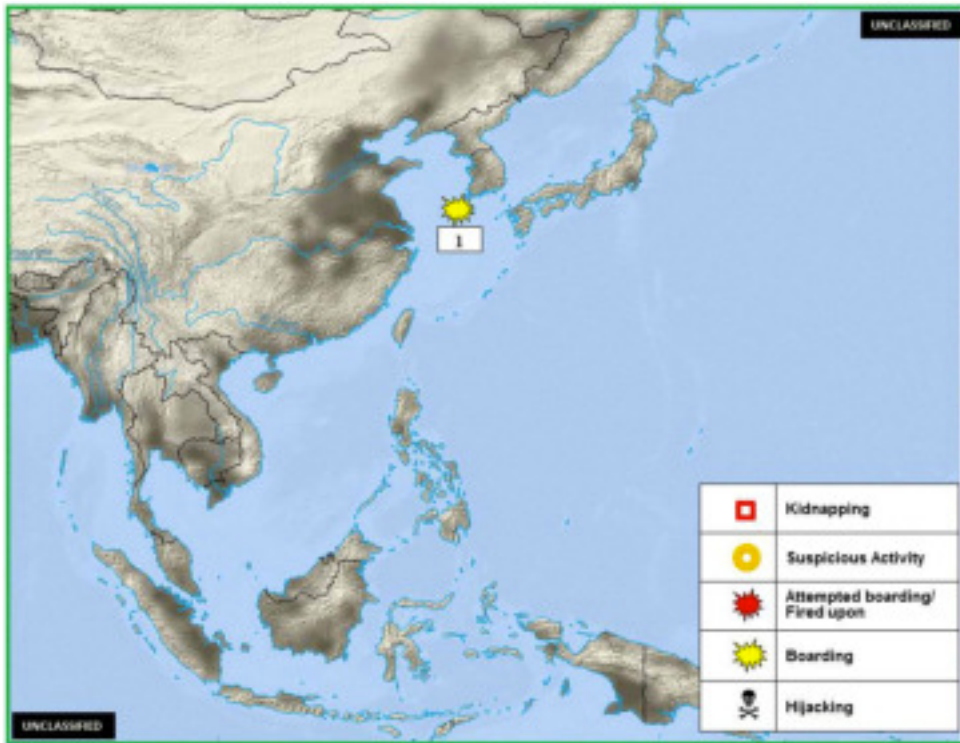 UNCLASSIFIED
1
Kidnapping
Suspicious Activity
Attempted boarding/
Fired upon
Boarding
Hijacking
UNCLASSIFIED